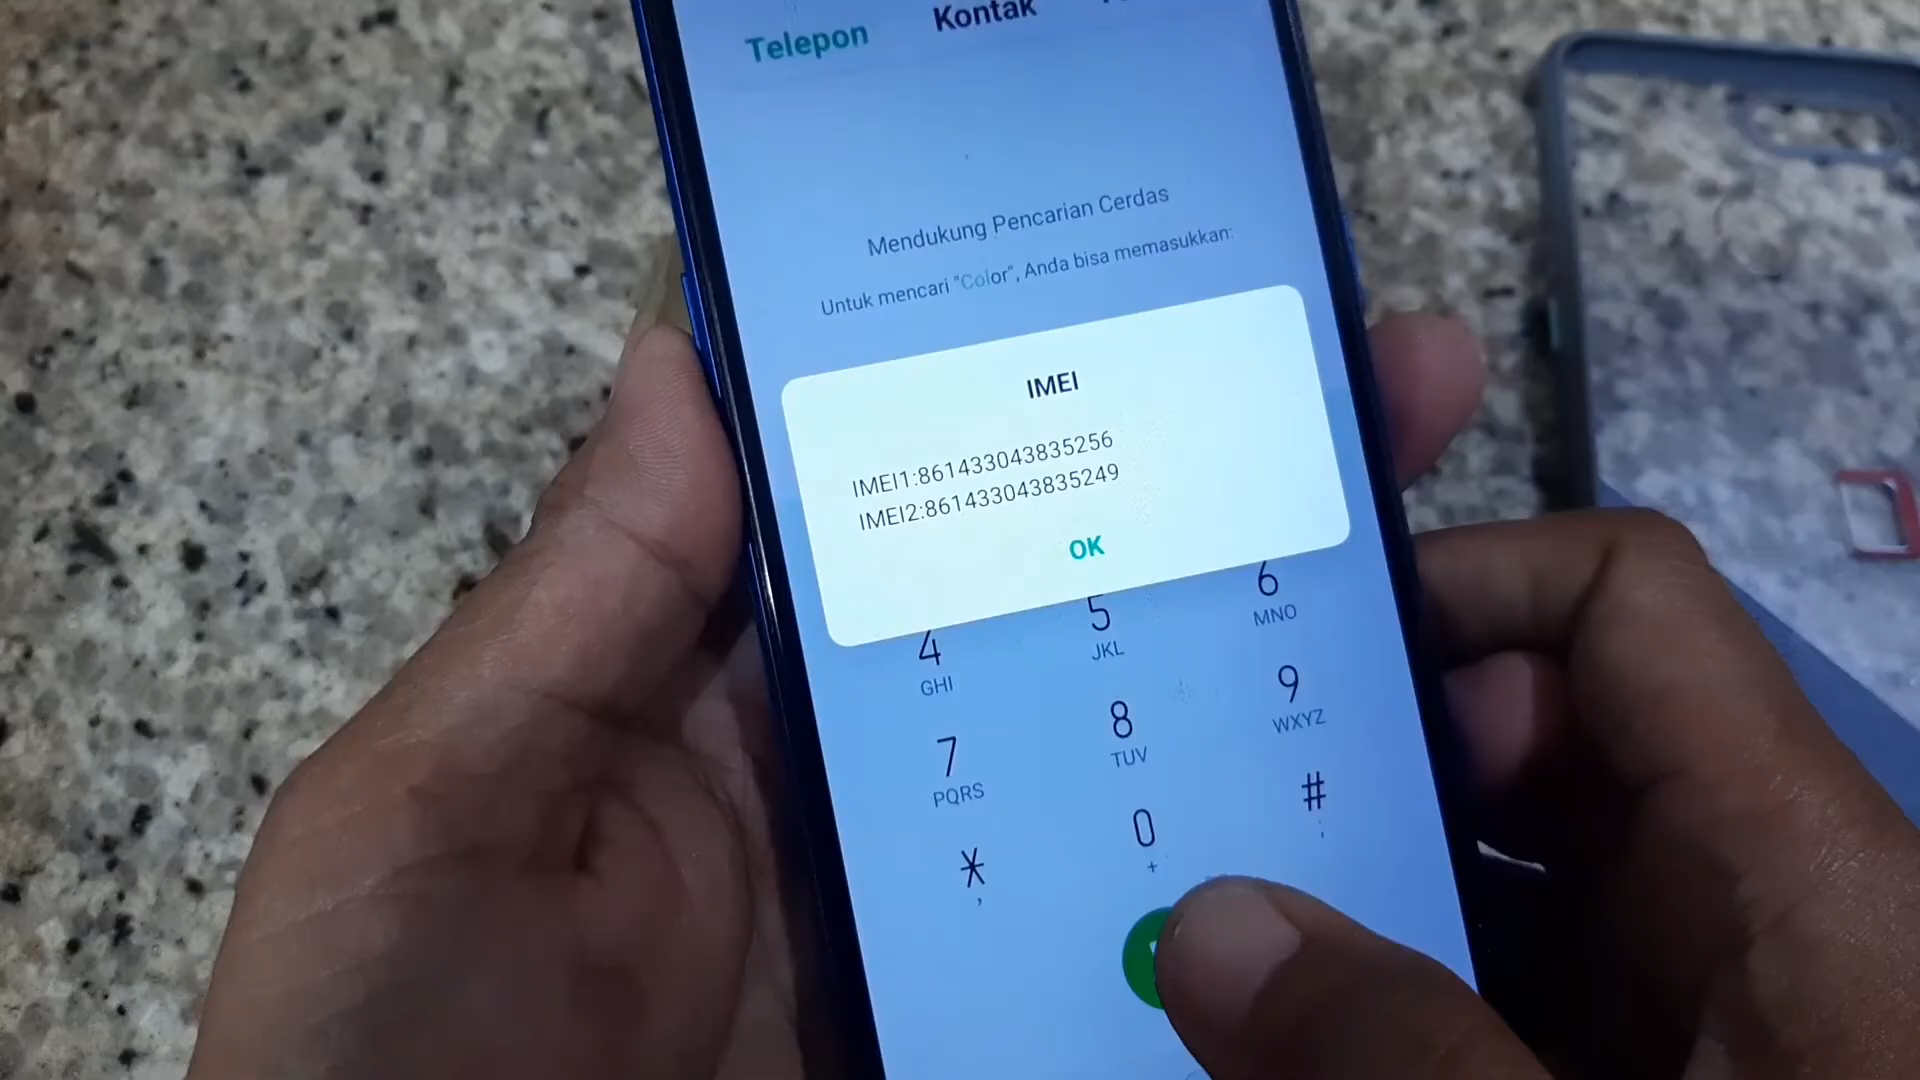 Telepon
Kontak
Mendukung Pencarian Cerdas
Untuk mencari "Color", Anda bisa memasukkan:
IMEI
IMEI1:861433043835256
IMEI2:861433043835249
OK
4
5
6
GHI
JKL
MNO
7
8
9
PQRS
TUV
WXYZ
*
0
#
,
+
;